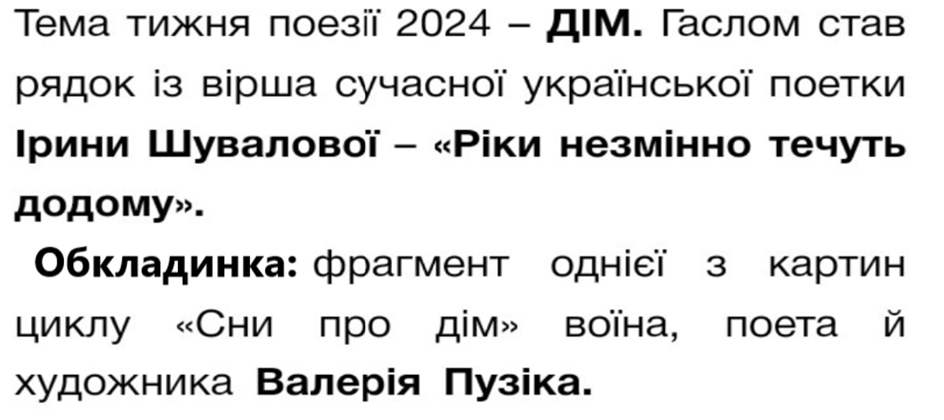 Тема тижня поезії 2024 – ДІМ. Гаслом став
рядок із вірша сучасної української поетки
Ірини Шувалової – «Ріки незмінно течуть
додому».
Обкладинка: фрагмент однієї з картин
циклу «Сни про дім» воїна, поета й
художника Валерія Пузіка.